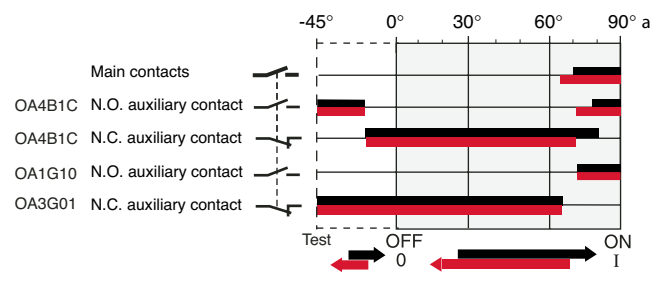 -45° 0° 30° 60° 90° a
Main contacts
OA4B1C N.O. auxiliary contact
OA4B1C N.C. auxiliary contact
OA1G10 N.O. auxiliary contact
OA3G01 N.C. auxiliary contact
Test OFF ON
0 I